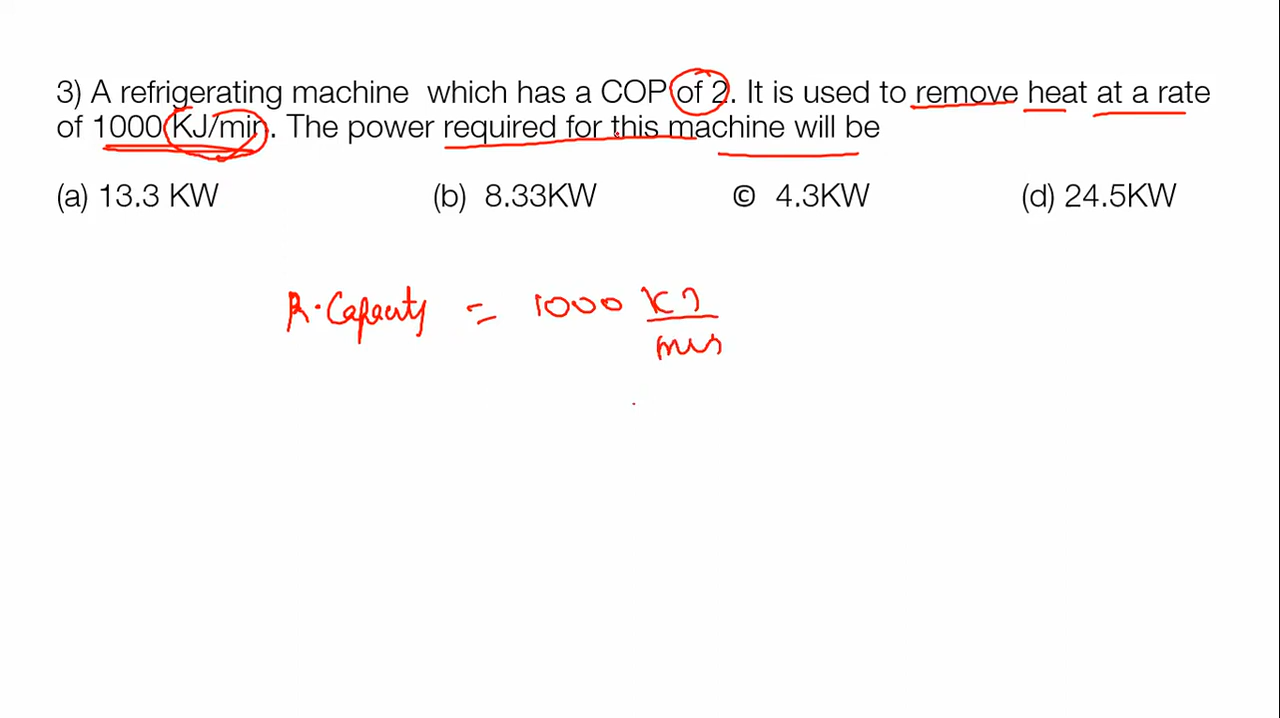 3) A refrigerating machine which has a COP of 2. It is used to remove heat at a rate
of 1000 KJ/min. The power required for this machine will be
(a) 13.3 KW (b) 8.33KW © 4.3KW (d) 24.5KW
R. Capacity = 1000 KJ
min